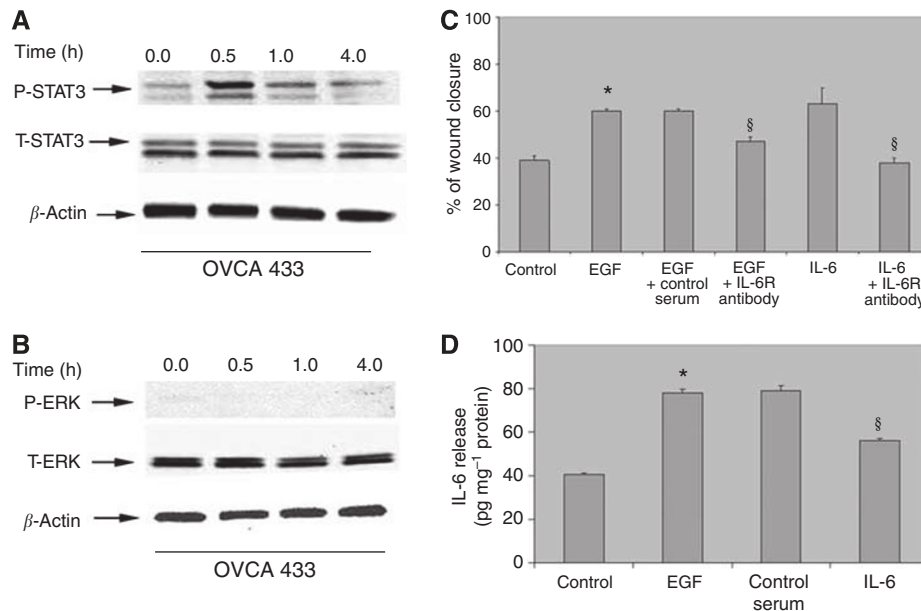 A
Time (h)
0.0 0.5 1.0 4.0
P-STAT3
T-STAT3
β-Actin
OVCA 433
B
Time (h)
0.0 0.5 1.0 4.0
P-ERK
T-ERK
β-Actin
OVCA 433
C
% of wound closure
100
80
60
40
20
0
*
§
§
Control
EGF
EGF
+ control
serum
EGF
+ IL-6R
antibody
IL-6
IL-6
+ IL-6R
antibody
D
IL-6 release
(pg mg⁻¹ protein)
100
80
60
40
20
0
*
§
Control
EGF
Control
serum
IL-6